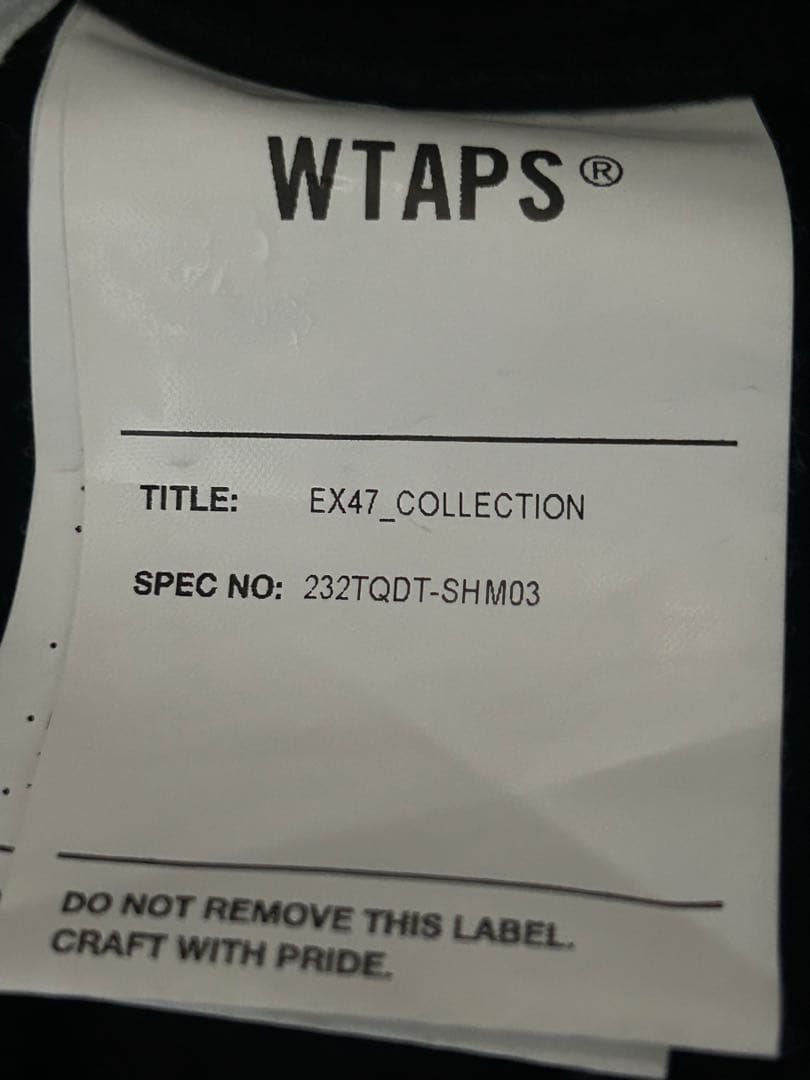 WTAPS®
TITLE: EX47_COLLECTION
SPEC NO: 232TQDT-SHM03
DO NOT REMOVE THIS LABEL.
CRAFT WITH PRIDE.